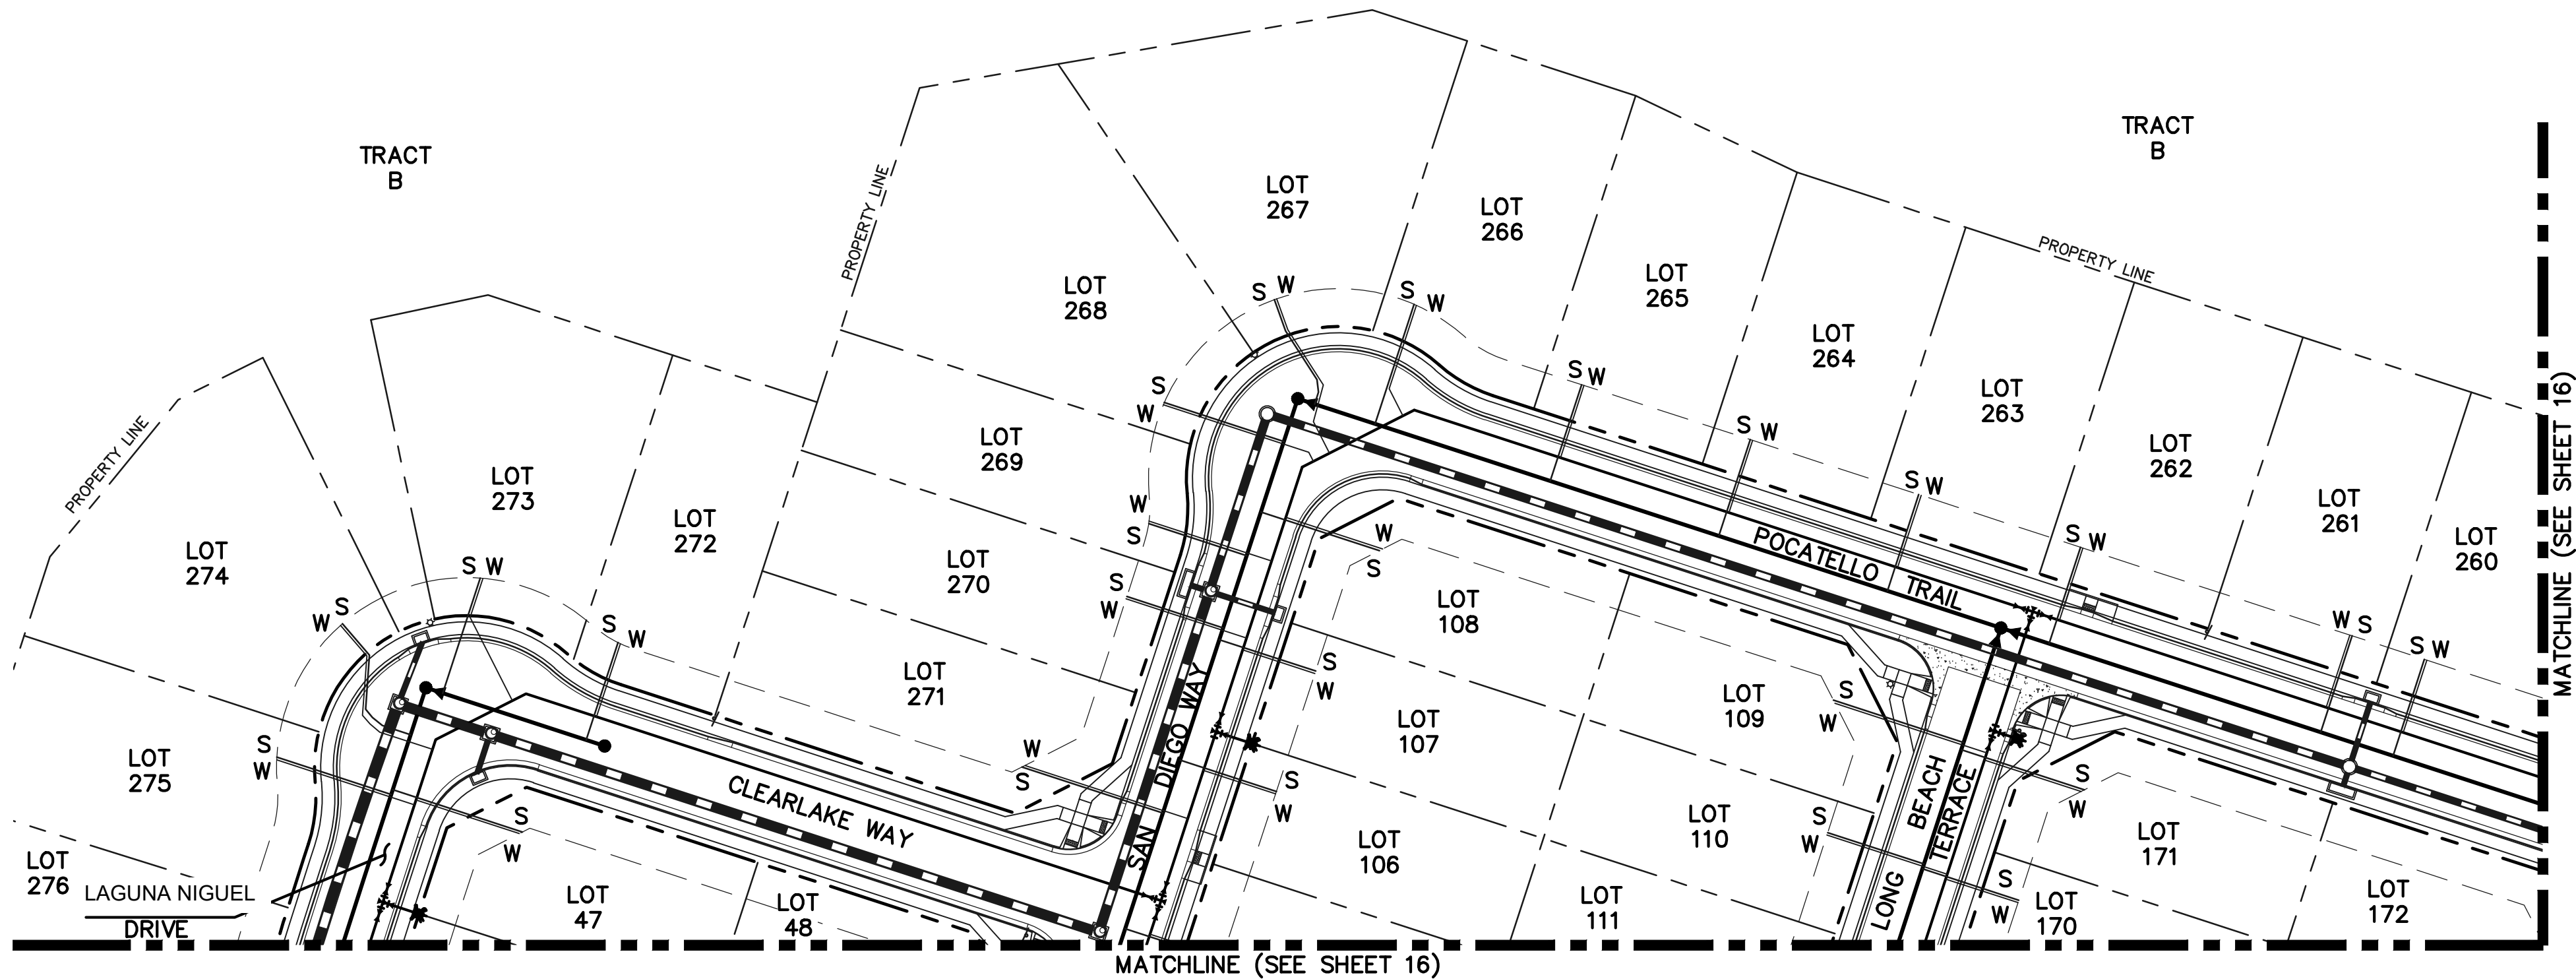 TRACT
B
TRACT
B
PROPERTY LINE
PROPERTY LINE
PROPERTY LINE
LOT
267
LOT
266
LOT
265
LOT
264
LOT
263
LOT
262
LOT
261
LOT
260
LOT
268
LOT
269
LOT
270
LOT
271
LOT
272
LOT
273
LOT
274
LOT
275
LOT
276
LOT
47
LOT
48
LOT
106
LOT
107
LOT
108
LOT
109
LOT
110
LOT
111
LOT
170
LOT
171
LOT
172
S W
S W
S W
S W
S W
S W
W S
S W
S
W
W
S
S
W
W
S
S
W
S
W
W
S
S W
S W
W S
S
W
S
W
S
W
S
W
S
W
S
W
POCATELLO TRAIL
SAN DIEGO WAY
CLEARLAKE WAY
LONG BEACH
TERRACE
LAGUNA NIGUEL
DRIVE
MATCHLINE (SEE SHEET 16)
MATCHLINE (SEE SHEET 16)